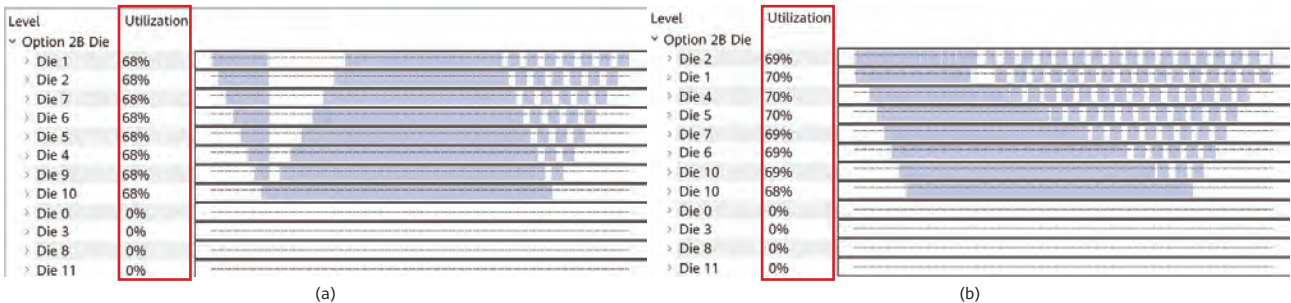 Level Utilization
Option 2B Die
Die 1 68%
Die 2 68%
Die 7 68%
Die 6 68%
Die 5 68%
Die 4 68%
Die 9 68%
Die 10 68%
Die 0 0%
Die 3 0%
Die 8 0%
Die 11 0%
(a)
Level Utilization
Option 2B Die
Die 2 69%
Die 1 70%
Die 4 70%
Die 5 70%
Die 7 69%
Die 6 69%
Die 10 69%
Die 10 68%
Die 0 0%
Die 3 0%
Die 8 0%
Die 11 0%
(b)